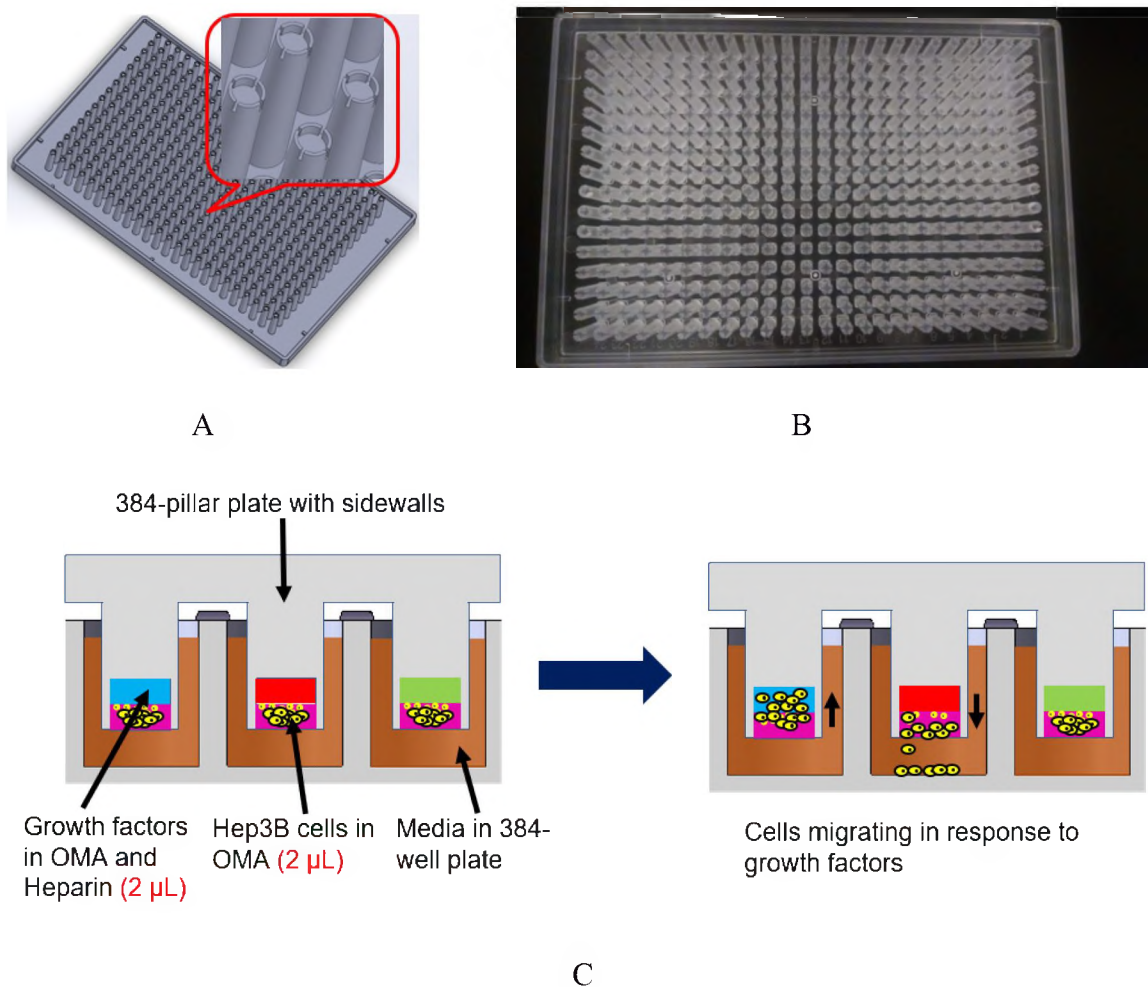 A
B
384-pillar plate with sidewalls
Growth factors
in OMA and
Heparin (2 µL)
Hep3B cells in
OMA (2 µL)
Media in 384-
well plate
Cells migrating in response to
growth factors
C